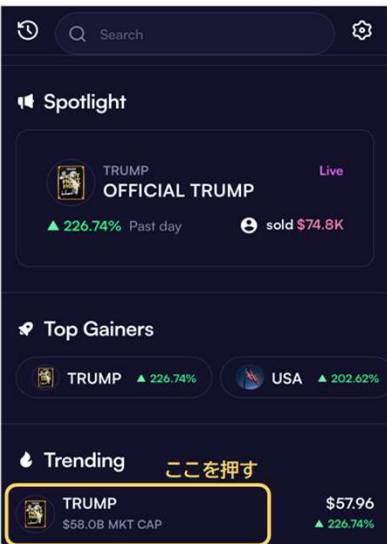 Search
Spotlight
TRUMP
Live
OFFICIAL TRUMP
▲ 226.74% Past day
sold $74.8K
Top Gainers
TRUMP ▲ 226.74%
USA ▲ 202.62%
Trending
ここを押す
TRUMP
$57.96
$58.0B MKT CAP
▲ 226.74%